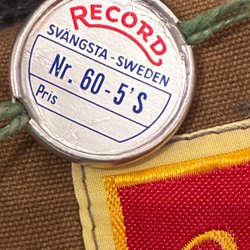 RECORD
SVÄNGSTA-SWEDEN
Nr. 60-5'S
Pris